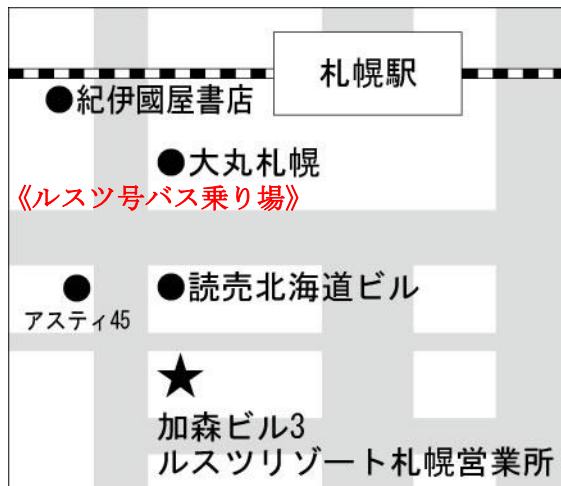 札幌駅
●紀伊國屋書店
●大丸札幌
《ルスツ号バス乗り場》
●読売北海道ビル
アスティ45
★
加森ビル3
ルスツリゾート札幌営業所